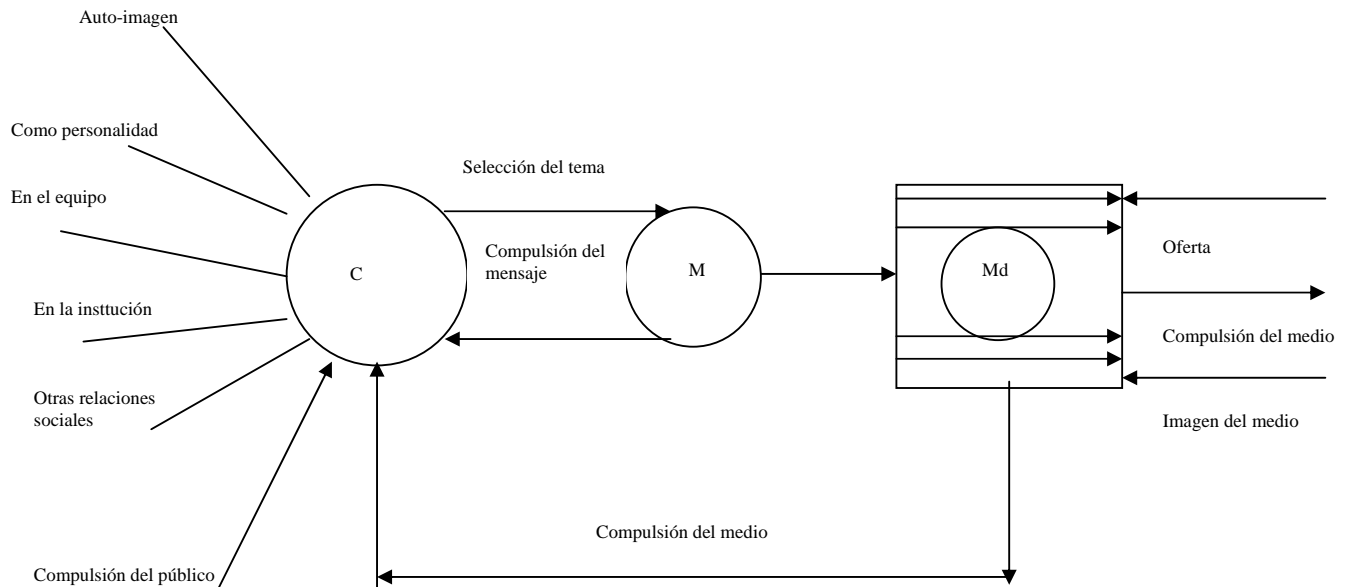 Auto-imagen
Como personalidad
En el equipo
En la insttución
Otras relaciones
sociales
Compulsión del público
C
Selección del tema
Compulsión del
mensaje
M
Md
Oferta
Compulsión del medio
Imagen del medio
Compulsión del medio